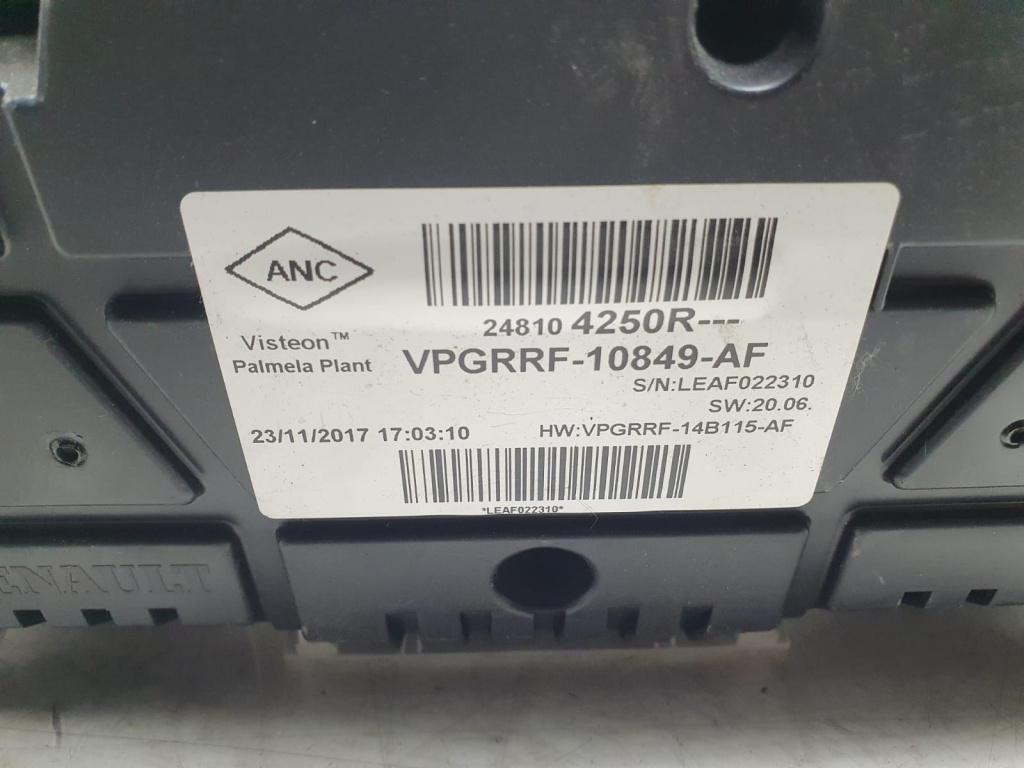 ANC
24810 4250R---
Visteon™
Palmela Plant
VPGRRF-10849-AF
S/N:LEAF022310
SW:20.06.
23/11/2017 17:03:10
HW:VPGRRF-14B115-AF
*LEAF022310*
ENAULT